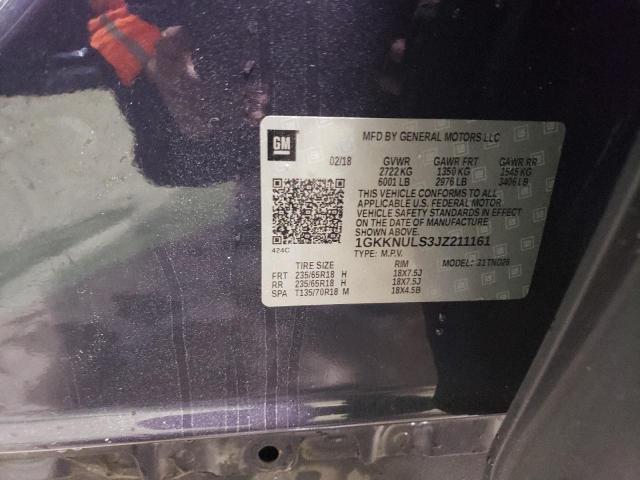 GM
MFD BY GENERAL MOTORS LLC
02/18 GVWR GAWR FRT GAWR RR
2722 KG 1350 KG 1545 KG
6001 LB 2976 LB 3406 LB
THIS VEHICLE CONFORMS TO ALL
APPLICABLE U.S. FEDERAL MOTOR
VEHICLE SAFETY STANDARDS IN EFFECT
ON THE DATE OF MANUFACTURE
SHOWN ABOVE.
1GKKNULS3JZ211161
424C
TYPE: M.P.V. MODEL:
TIRE SIZE RIM
FRT 235/65R18 H 18X7.5J
RR 235/65R18 H 18X7.5J
SPA T135/70R18 M 18X4.5B